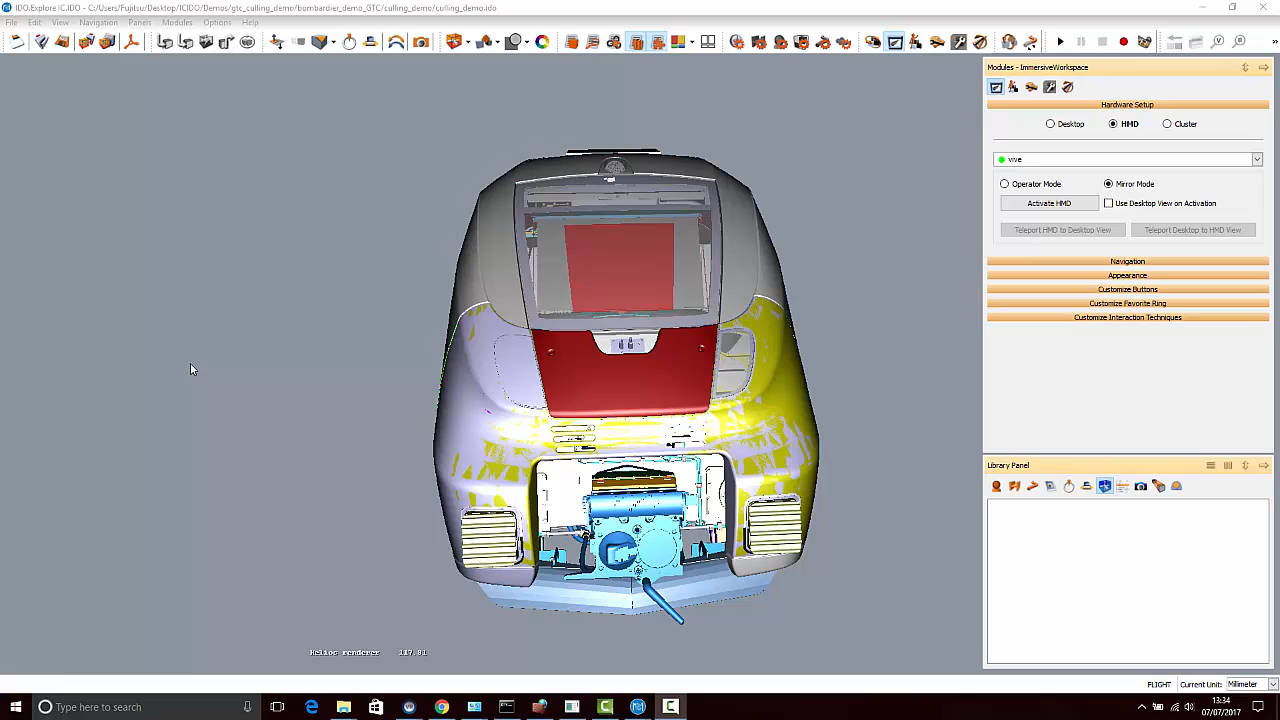 IDO.Explore IC.IDO - C:/Users/Fujitsu/Desktop/ICIDO/Demos/gtc_culling_demo/bombardier_demo_GTC/culling_demo/culling_demo.ido
File Edit View Navigation Panels Modules Options Help
Modules - ImmersiveWorkspace
Hardware Setup
Desktop HMD Cluster
vive
Operator Mode Mirror Mode
Activate HMD Use Desktop View on Activation
Teleport HMD to Desktop View Teleport Desktop to HMD View
Navigation
Appearance
Customize Buttons
Customize Favorite Ring
Customize Interaction Techniques
Library Panel
Helios renderer 117.01
FLIGHT Current Unit: Millimeter
Type here to search
13:34
07/07/2017